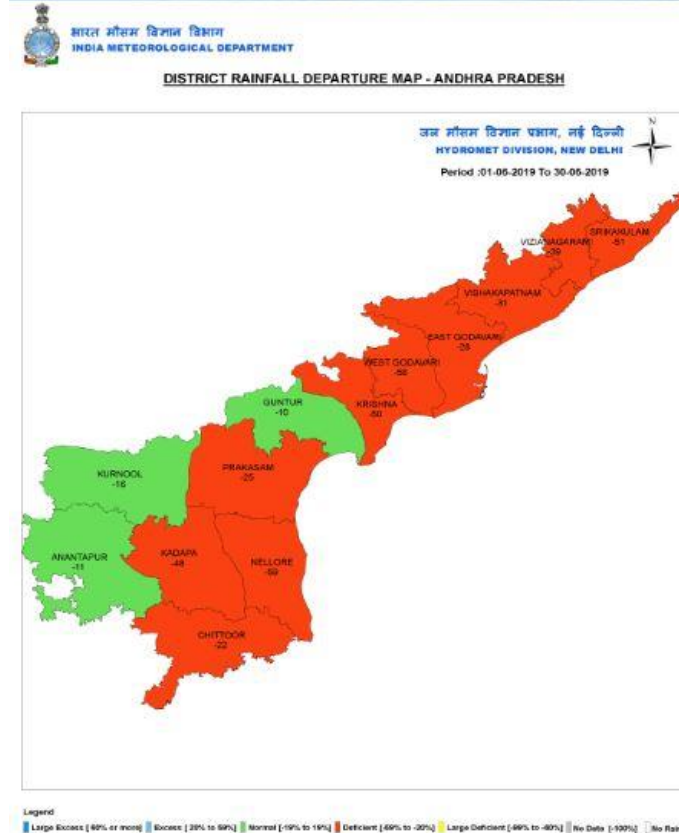 भारत मौसम विज्ञान विभाग
INDIA METEOROLOGICAL DEPARTMENT
DISTRICT RAINFALL DEPARTURE MAP - ANDHRA PRADESH
जल मौसम विज्ञान प्रभाग, नई दिल्ली
N
HYDROMET DIVISION, NEW DELHI
Period :01-06-2019 To 30-06-2019
SRIKAKULAM
-51
VIZIANAGARAM
-39
VISHAKAPATNAM
-31
EAST GODAVARI
WEST GODAVARI
GUNTUR
-10
KRISHNA
KURNOOL
-16
PRAKASAM
-25
ANANTAPUR
-11
KADAPA
-48
NELLORE
-59
CHITTOOR
-22
Legend
Large Excess [ 60% or more] Excess [ 20% to 59%] Normal [-19% to 19%] Deficient [-59% to -20%] Large Deficient [-99% to -60%] No Data [-100%] No Rain